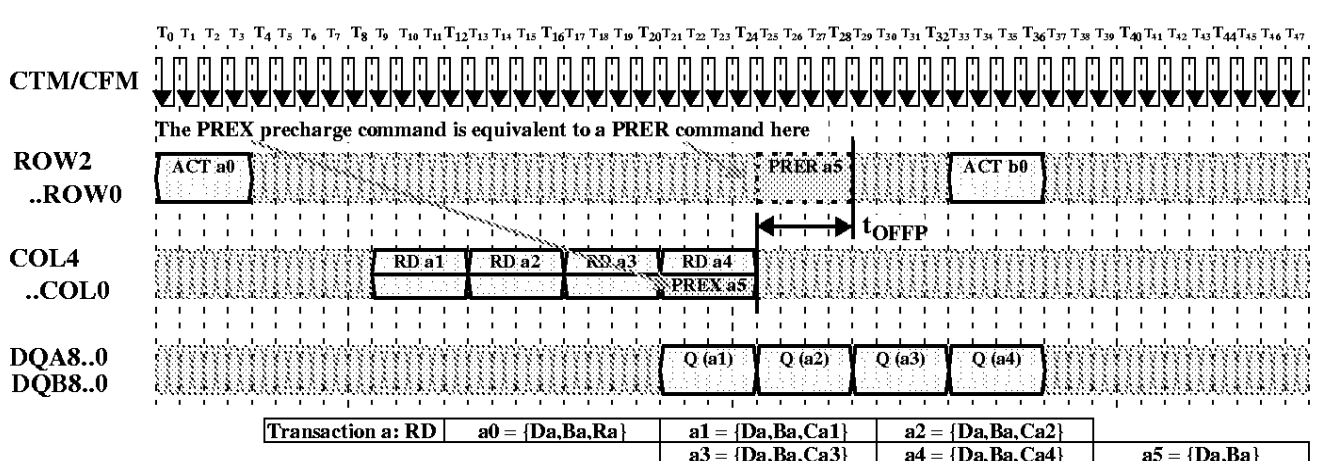 T0 T1 T2 T3 T4 T5 T6 T7 T8 T9 T10 T11 T12 T13 T14 T15 T16 T17 T18 T19 T20 T21 T22 T23 T24 T25 T26 T27 T28 T29 T30 T31 T32 T33 T34 T35 T36 T37 T38 T39 T40 T41 T42 T43 T44 T45 T46 T47
CTM/CFM
The PREX precharge command is equivalent to a PRER command here
ROW2 ACT a0 PRER a5 ACT b0
..ROW0
tOFFP
COL4 RD a1 RD a2 RD a3 RD a4
..COL0 PREX a5
DQA8..0 Q (a1) Q (a2) Q (a3) Q (a4)
DQB8..0
Transaction a: RD a0 = {Da,Ba,Ra} a1 = {Da,Ba,Ca1} a2 = {Da,Ba,Ca2}
a3 = {Da,Ba,Ca3} a4 = {Da,Ba,Ca4} a5 = {Da,Ba}